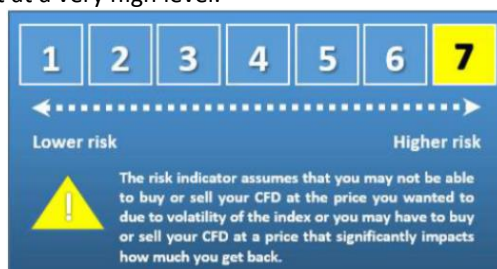 at a very high level.
1 2 3 4 5 6 7
Lower risk Higher risk
The risk indicator assumes that you may not be able
to buy or sell your CFD at the price you wanted to
due to volatility of the index or you may have to buy
or sell your CFD at a price that significantly impacts
how much you get back.